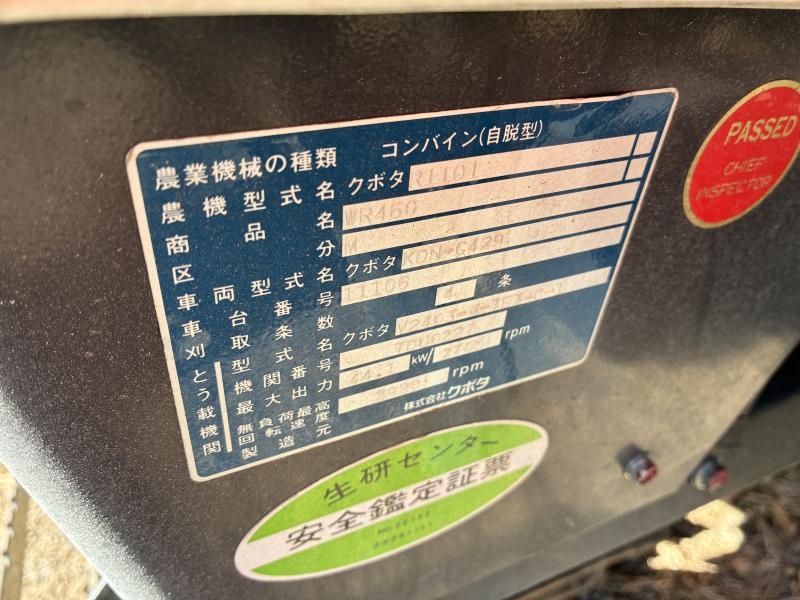 農業機械の種類 コンバイン(自脱型)
農機型式名 クボタ R1101
商品名 WR460
区分 M
車両型式名 クボタ KDN-C429
車台番号
刈取条数 4 条
とう載機関
型式名 クボタ
機関番号
最大出力 kW/ rpm
無負荷最高回転速度 rpm
製造元 株式会社クボタ
PASSED
CHIEF
INSPECTOR
生研センター
安全鑑定証票